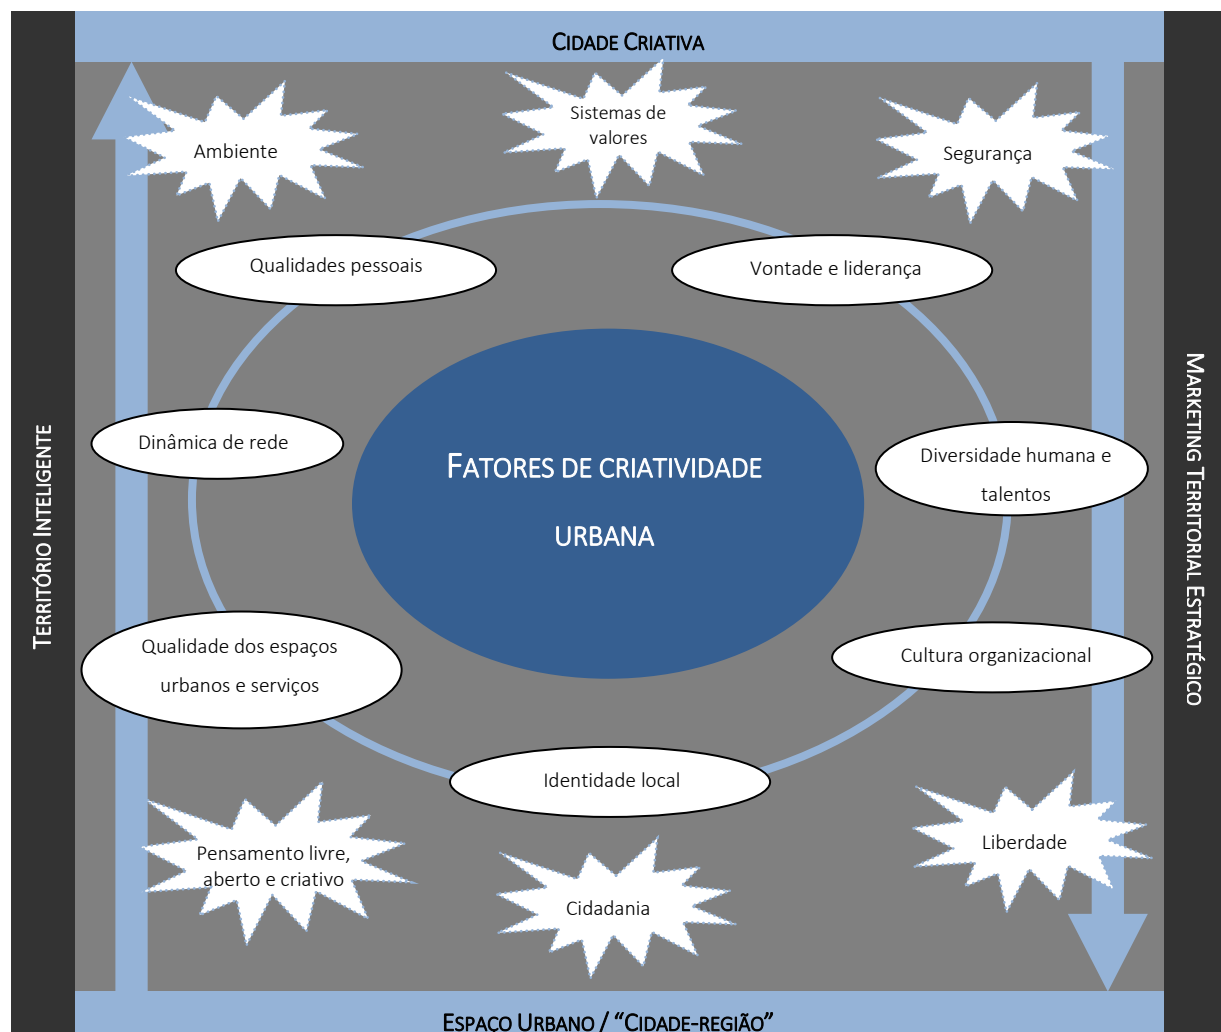 CIDADE CRIATIVA
Ambiente
Sistemas de
valores
Segurança
Qualidades pessoais
Vontade e liderança
Dinâmica de rede
FATORES DE CRIATIVIDADE
URBANA
Diversidade humana e
talentos
Qualidade dos espaços
urbanos e serviços
Cultura organizacional
Identidade local
Pensamento livre,
aberto e criativo
Cidadania
Liberdade
TERRITÓRIO INTELIGENTE
MARKETING TERRITORIAL ESTRATÉGICO
ESPAÇO URBANO / “CIDADE-REGIÃO”